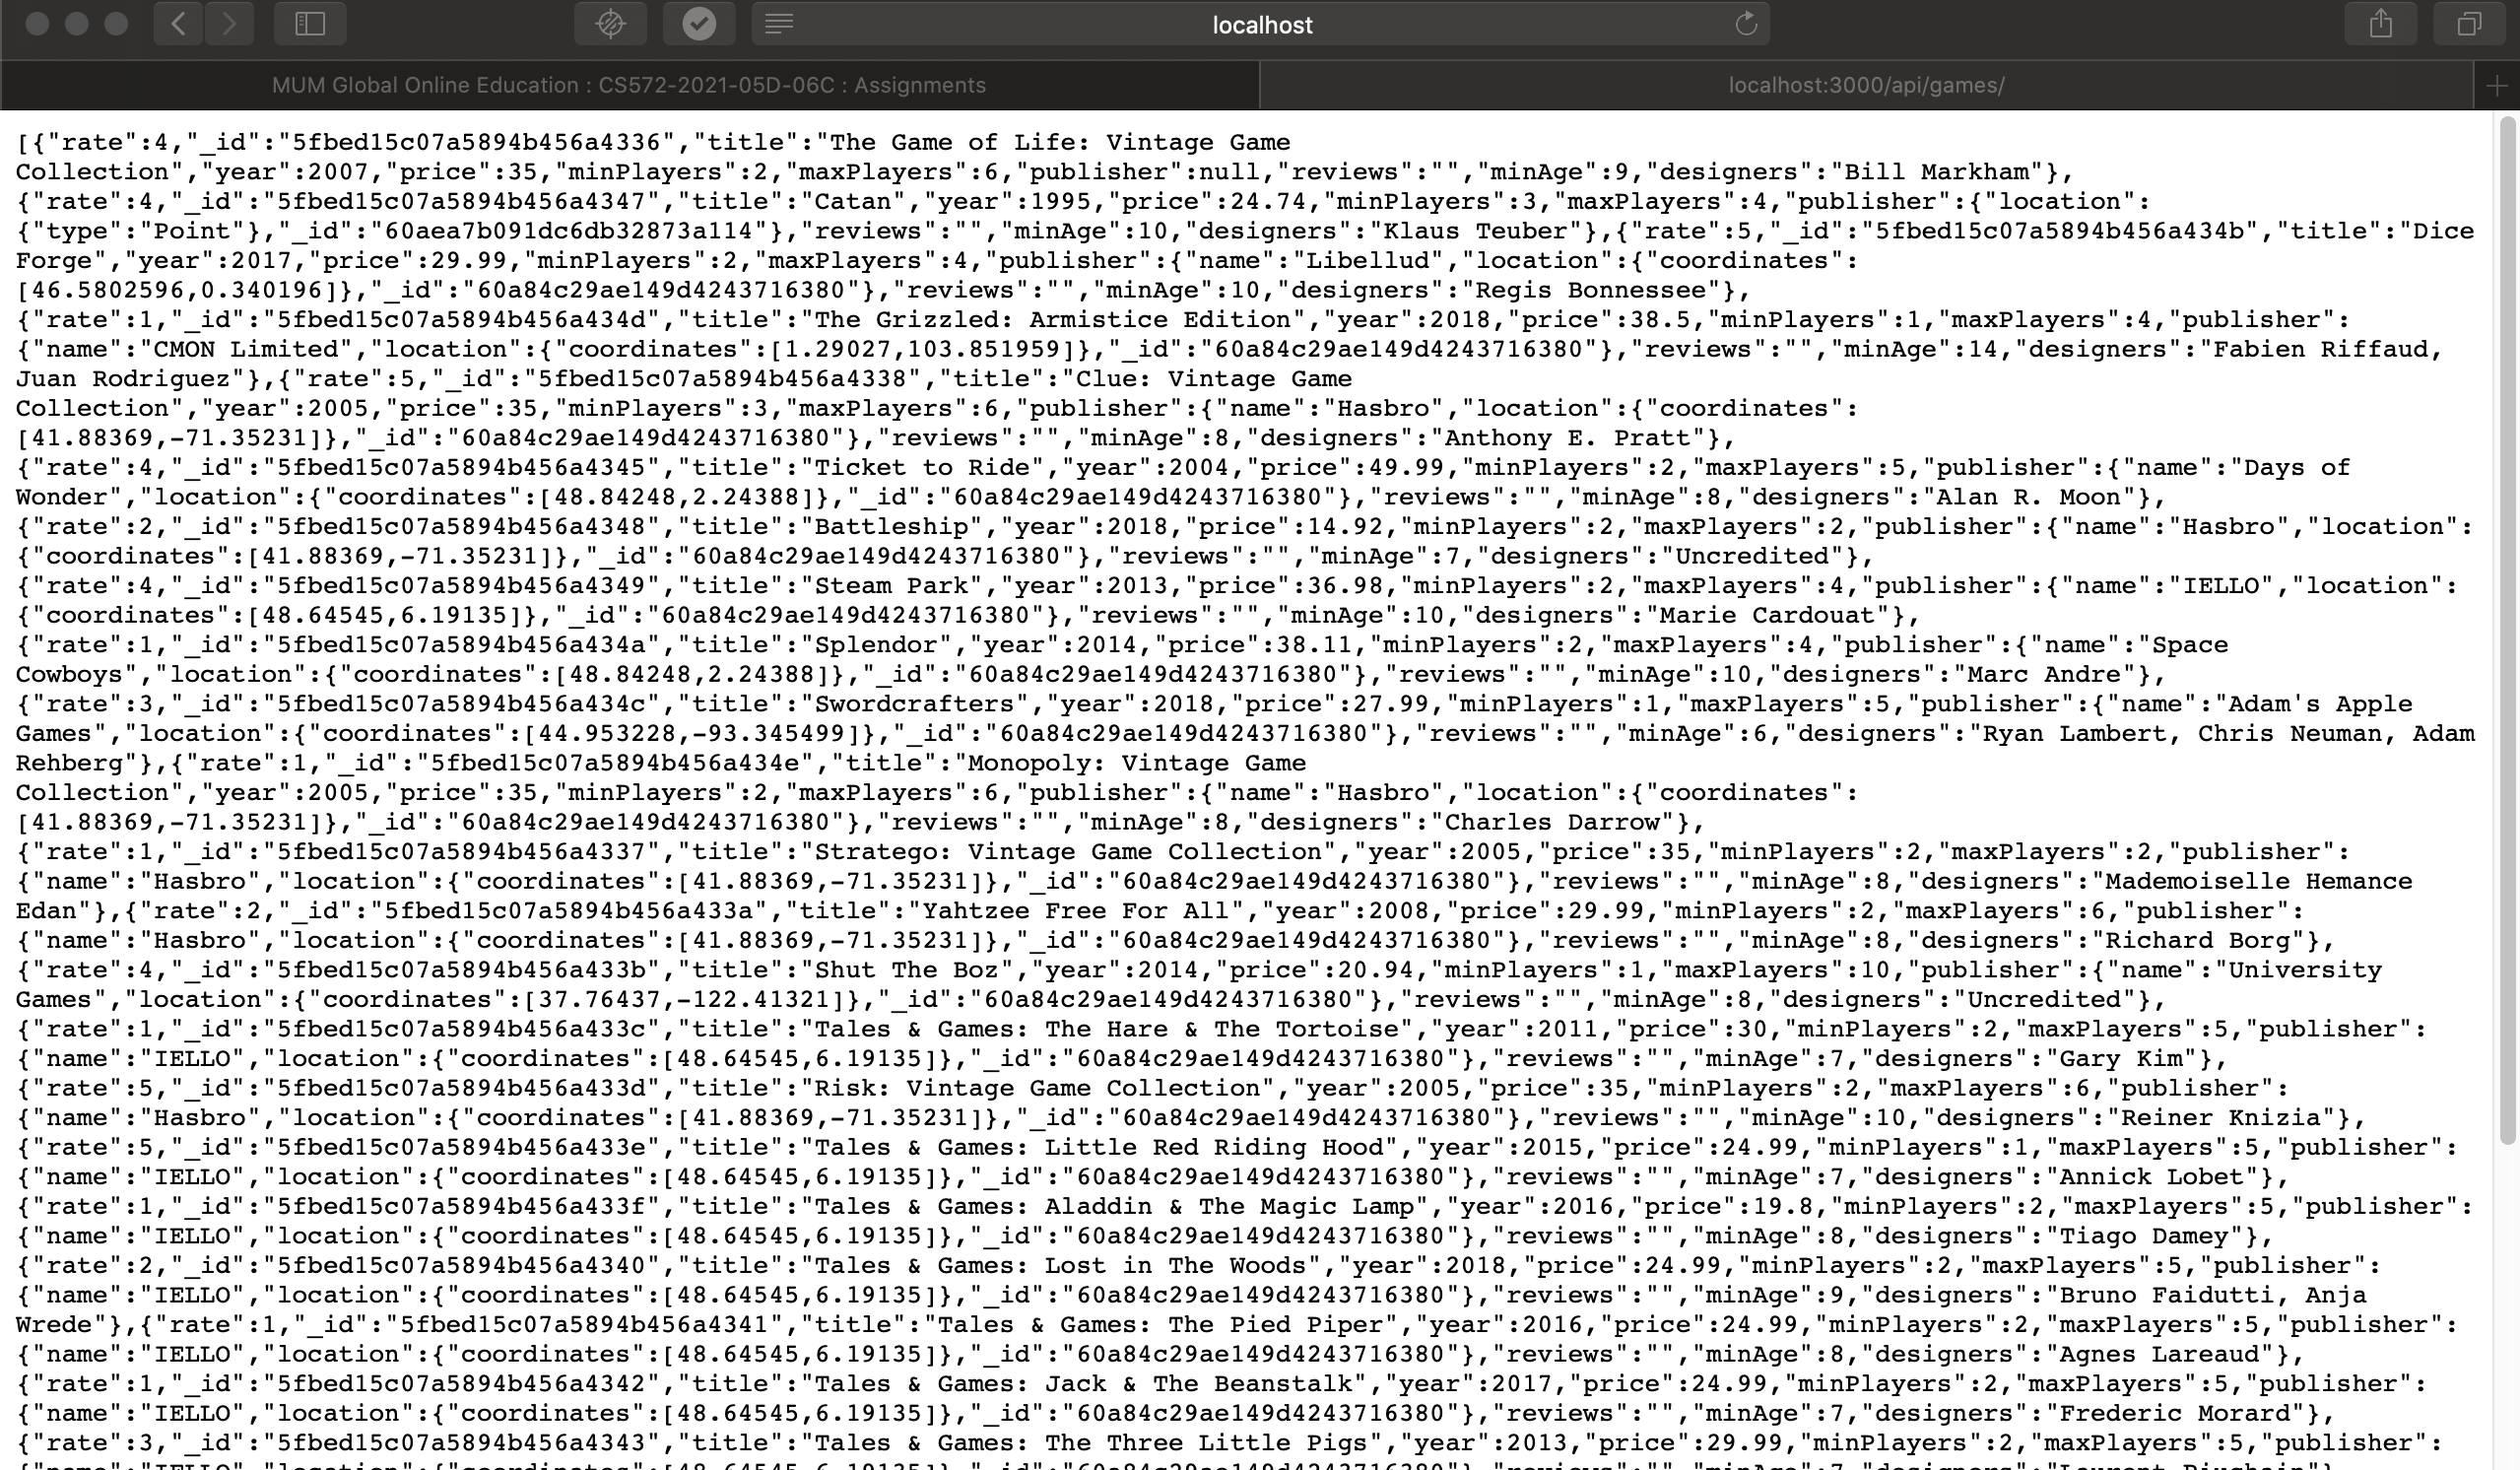 localhost
MUM Global Online Education : CS572-2021-05D-06C : Assignments
localhost:3000/api/games/
[{"rate":4,"_id":"5fbed15c07a5894b456a4336","title":"The Game of Life: Vintage Game
Collection","year":2007,"price":35,"minPlayers":2,"maxPlayers":6,"publisher":null,"reviews":"","minAge":9,"designers":"Bill Markham"},
{"rate":4,"_id":"5fbed15c07a5894b456a4347","title":"Catan","year":1995,"price":24.74,"minPlayers":3,"maxPlayers":4,"publisher":{"location":
{"type":"Point"},"_id":"60aea7b091dc6db32873a114"},"reviews":"","minAge":10,"designers":"Klaus Teuber"},{"rate":5,"_id":"5fbed15c07a5894b456a434b","title":"Dice
Forge","year":2017,"price":29.99,"minPlayers":2,"maxPlayers":4,"publisher":{"name":"Libellud","location":{"coordinates":
[46.5802596,0.340196]},"_id":"60a84c29ae149d4243716380"},"reviews":"","minAge":10,"designers":"Regis Bonnessee"},
{"rate":1,"_id":"5fbed15c07a5894b456a434d","title":"The Grizzled: Armistice Edition","year":2018,"price":38.5,"minPlayers":1,"maxPlayers":4,"publisher":
{"name":"CMON Limited","location":{"coordinates":[1.29027,103.851959]},"_id":"60a84c29ae149d4243716380"},"reviews":"","minAge":14,"designers":"Fabien Riffaud,
Juan Rodriguez"},{"rate":5,"_id":"5fbed15c07a5894b456a4338","title":"Clue: Vintage Game
Collection","year":2005,"price":35,"minPlayers":3,"maxPlayers":6,"publisher":{"name":"Hasbro","location":{"coordinates":
[41.88369,-71.35231]},"_id":"60a84c29ae149d4243716380"},"reviews":"","minAge":8,"designers":"Anthony E. Pratt"},
{"rate":4,"_id":"5fbed15c07a5894b456a4345","title":"Ticket to Ride","year":2004,"price":49.99,"minPlayers":2,"maxPlayers":5,"publisher":{"name":"Days of
Wonder","location":{"coordinates":[48.84248,2.24388]},"_id":"60a84c29ae149d4243716380"},"reviews":"","minAge":8,"designers":"Alan R. Moon"},
{"rate":2,"_id":"5fbed15c07a5894b456a4348","title":"Battleship","year":2018,"price":14.92,"minPlayers":2,"maxPlayers":2,"publisher":{"name":"Hasbro","location":
{"coordinates":[41.88369,-71.35231]},"_id":"60a84c29ae149d4243716380"},"reviews":"","minAge":7,"designers":"Uncredited"},
{"rate":4,"_id":"5fbed15c07a5894b456a4349","title":"Steam Park","year":2013,"price":36.98,"minPlayers":2,"maxPlayers":4,"publisher":{"name":"IELLO","location":
{"coordinates":[48.64545,6.19135]},"_id":"60a84c29ae149d4243716380"},"reviews":"","minAge":10,"designers":"Marie Cardouat"},
{"rate":1,"_id":"5fbed15c07a5894b456a434a","title":"Splendor","year":2014,"price":38.11,"minPlayers":2,"maxPlayers":4,"publisher":{"name":"Space
Cowboys","location":{"coordinates":[48.84248,2.24388]},"_id":"60a84c29ae149d4243716380"},"reviews":"","minAge":10,"designers":"Marc Andre"},
{"rate":3,"_id":"5fbed15c07a5894b456a434c","title":"Swordcrafters","year":2018,"price":27.99,"minPlayers":1,"maxPlayers":5,"publisher":{"name":"Adam's Apple
Games","location":{"coordinates":[44.953228,-93.345499]},"_id":"60a84c29ae149d4243716380"},"reviews":"","minAge":6,"designers":"Ryan Lambert, Chris Neuman, Adam
Rehberg"},{"rate":1,"_id":"5fbed15c07a5894b456a434e","title":"Monopoly: Vintage Game
Collection","year":2005,"price":35,"minPlayers":2,"maxPlayers":6,"publisher":{"name":"Hasbro","location":{"coordinates":
[41.88369,-71.35231]},"_id":"60a84c29ae149d4243716380"},"reviews":"","minAge":8,"designers":"Charles Darrow"},
{"rate":1,"_id":"5fbed15c07a5894b456a4337","title":"Stratego: Vintage Game Collection","year":2005,"price":35,"minPlayers":2,"maxPlayers":2,"publisher":
{"name":"Hasbro","location":{"coordinates":[41.88369,-71.35231]},"_id":"60a84c29ae149d4243716380"},"reviews":"","minAge":8,"designers":"Mademoiselle Hemance
Edan"},{"rate":2,"_id":"5fbed15c07a5894b456a433a","title":"Yahtzee Free For All","year":2008,"price":29.99,"minPlayers":2,"maxPlayers":6,"publisher":
{"name":"Hasbro","location":{"coordinates":[41.88369,-71.35231]},"_id":"60a84c29ae149d4243716380"},"reviews":"","minAge":8,"designers":"Richard Borg"},
{"rate":4,"_id":"5fbed15c07a5894b456a433b","title":"Shut The Boz","year":2014,"price":20.94,"minPlayers":1,"maxPlayers":10,"publisher":{"name":"University
Games","location":{"coordinates":[37.76437,-122.41321]},"_id":"60a84c29ae149d4243716380"},"reviews":"","minAge":8,"designers":"Uncredited"},
{"rate":1,"_id":"5fbed15c07a5894b456a433c","title":"Tales & Games: The Hare & The Tortoise","year":2011,"price":30,"minPlayers":2,"maxPlayers":5,"publisher":
{"name":"IELLO","location":{"coordinates":[48.64545,6.19135]},"_id":"60a84c29ae149d4243716380"},"reviews":"","minAge":7,"designers":"Gary Kim"},
{"rate":5,"_id":"5fbed15c07a5894b456a433d","title":"Risk: Vintage Game Collection","year":2005,"price":35,"minPlayers":2,"maxPlayers":6,"publisher":
{"name":"Hasbro","location":{"coordinates":[41.88369,-71.35231]},"_id":"60a84c29ae149d4243716380"},"reviews":"","minAge":10,"designers":"Reiner Knizia"},
{"rate":5,"_id":"5fbed15c07a5894b456a433e","title":"Tales & Games: Little Red Riding Hood","year":2015,"price":24.99,"minPlayers":1,"maxPlayers":5,"publisher":
{"name":"IELLO","location":{"coordinates":[48.64545,6.19135]},"_id":"60a84c29ae149d4243716380"},"reviews":"","minAge":7,"designers":"Annick Lobet"},
{"rate":1,"_id":"5fbed15c07a5894b456a433f","title":"Tales & Games: Aladdin & The Magic Lamp","year":2016,"price":19.8,"minPlayers":2,"maxPlayers":5,"publisher":
{"name":"IELLO","location":{"coordinates":[48.64545,6.19135]},"_id":"60a84c29ae149d4243716380"},"reviews":"","minAge":8,"designers":"Tiago Damey"},
{"rate":2,"_id":"5fbed15c07a5894b456a4340","title":"Tales & Games: Lost in The Woods","year":2018,"price":24.99,"minPlayers":2,"maxPlayers":5,"publisher":
{"name":"IELLO","location":{"coordinates":[48.64545,6.19135]},"_id":"60a84c29ae149d4243716380"},"reviews":"","minAge":9,"designers":"Bruno Faidutti, Anja
Wrede"},{"rate":1,"_id":"5fbed15c07a5894b456a4341","title":"Tales & Games: The Pied Piper","year":2016,"price":24.99,"minPlayers":2,"maxPlayers":5,"publisher":
{"name":"IELLO","location":{"coordinates":[48.64545,6.19135]},"_id":"60a84c29ae149d4243716380"},"reviews":"","minAge":8,"designers":"Agnes Lareaud"},
{"rate":1,"_id":"5fbed15c07a5894b456a4342","title":"Tales & Games: Jack & The Beanstalk","year":2017,"price":24.99,"minPlayers":2,"maxPlayers":5,"publisher":
{"name":"IELLO","location":{"coordinates":[48.64545,6.19135]},"_id":"60a84c29ae149d4243716380"},"reviews":"","minAge":7,"designers":"Frederic Morard"},
{"rate":3,"_id":"5fbed15c07a5894b456a4343","title":"Tales & Games: The Three Little Pigs","year":2013,"price":29.99,"minPlayers":2,"maxPlayers":5,"publisher":